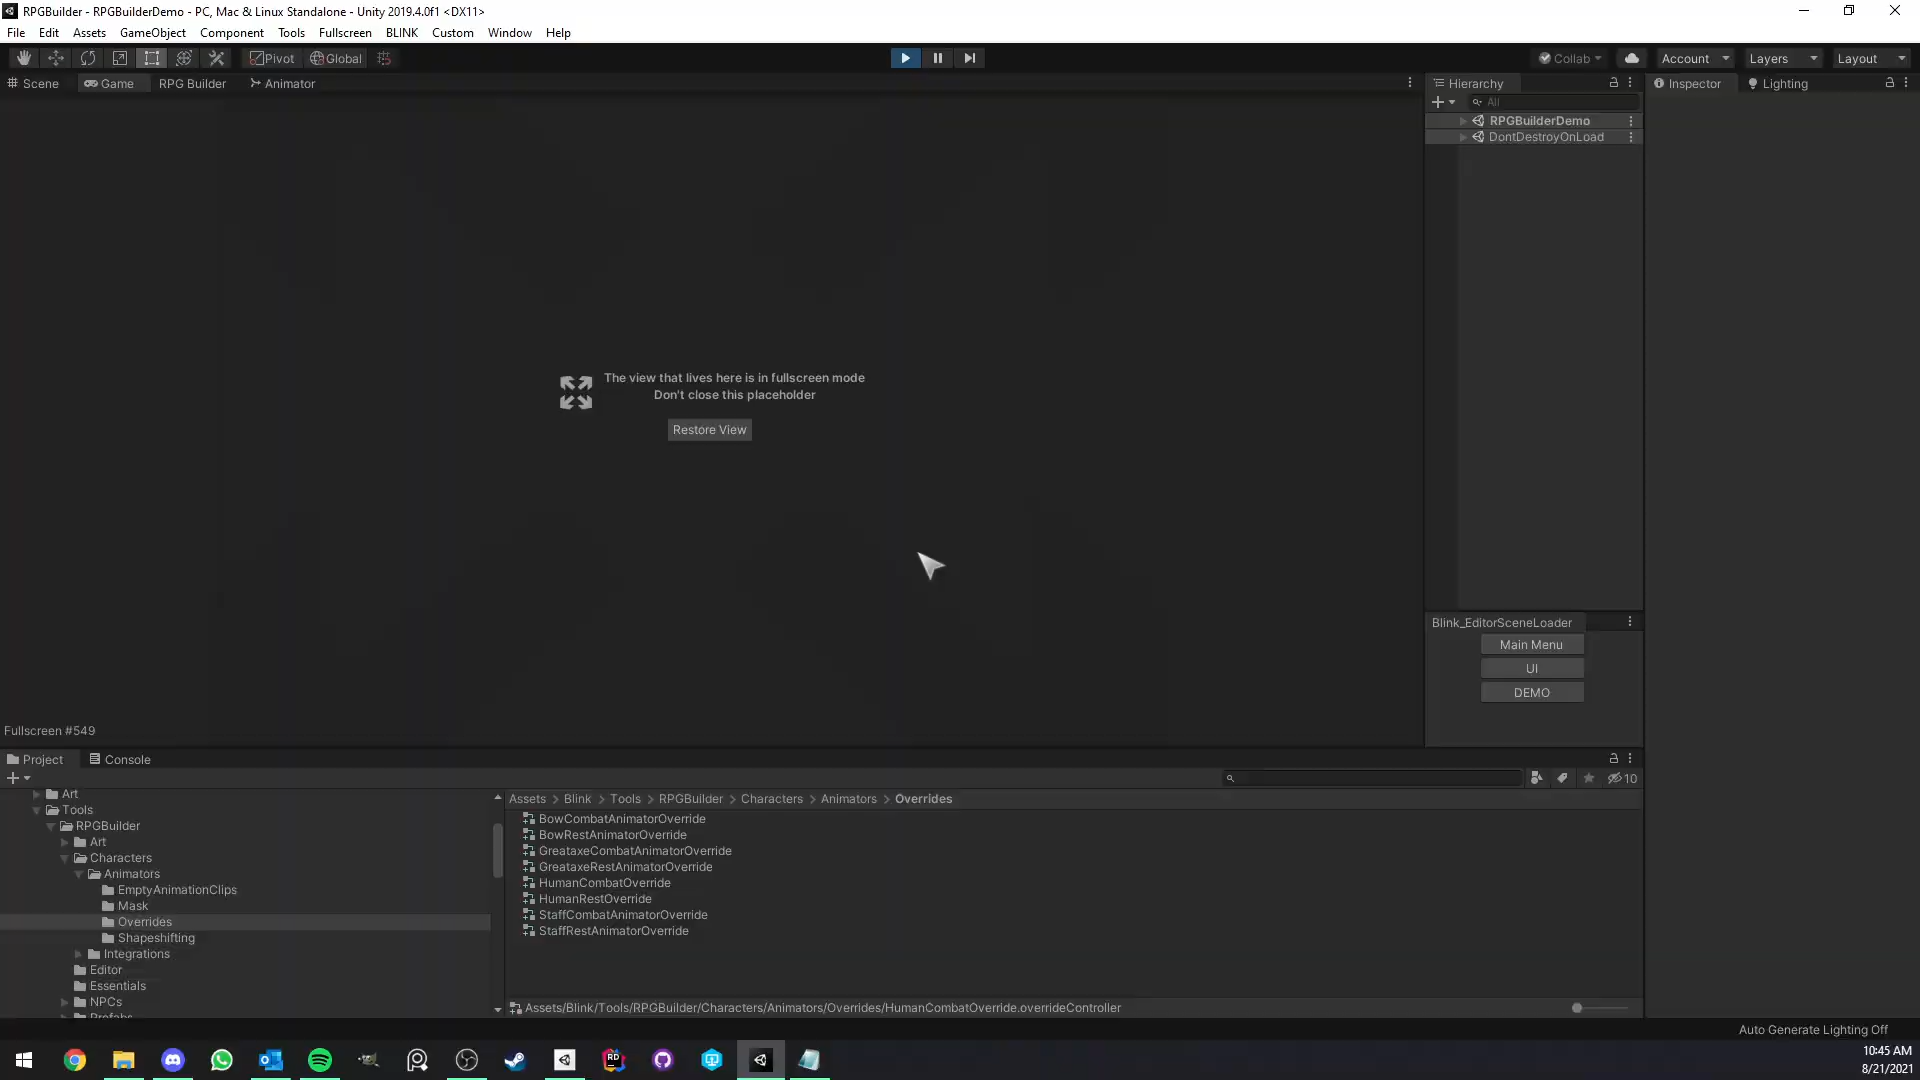 RPGBuilder - RPGBuilderDemo - PC, Mac & Linux Standalone - Unity 2019.4.0f1 <DX11>
File Edit Assets GameObject Component Tools Fullscreen BLINK Custom Window Help
Pivot Global Collab Account Layers Layout
Scene Game RPG Builder Animator Hierarchy Inspector Lighting
All
RPGBuilderDemo
DontDestroyOnLoad
The view that lives here is in fullscreen mode
Don't close this placeholder
Restore View
Blink_EditorSceneLoader
Main Menu
UI
DEMO
Fullscreen #549
Project Console
10
Art
Tools
RPGBuilder
Art
Characters
Animators
EmptyAnimationClips
Mask
Overrides
Shapeshifting
Integrations
Editor
Essentials
NPCs
Prefabs
Assets > Blink > Tools > RPGBuilder > Characters > Animators > Overrides
BowCombatAnimatorOverride
BowRestAnimatorOverride
GreataxeCombatAnimatorOverride
GreataxeRestAnimatorOverride
HumanCombatOverride
HumanRestOverride
StaffCombatAnimatorOverride
StaffRestAnimatorOverride
Assets/Blink/Tools/RPGBuilder/Characters/Animators/Overrides/HumanCombatOverride.overrideController
Auto Generate Lighting Off
RD
10:45 AM
8/21/2021